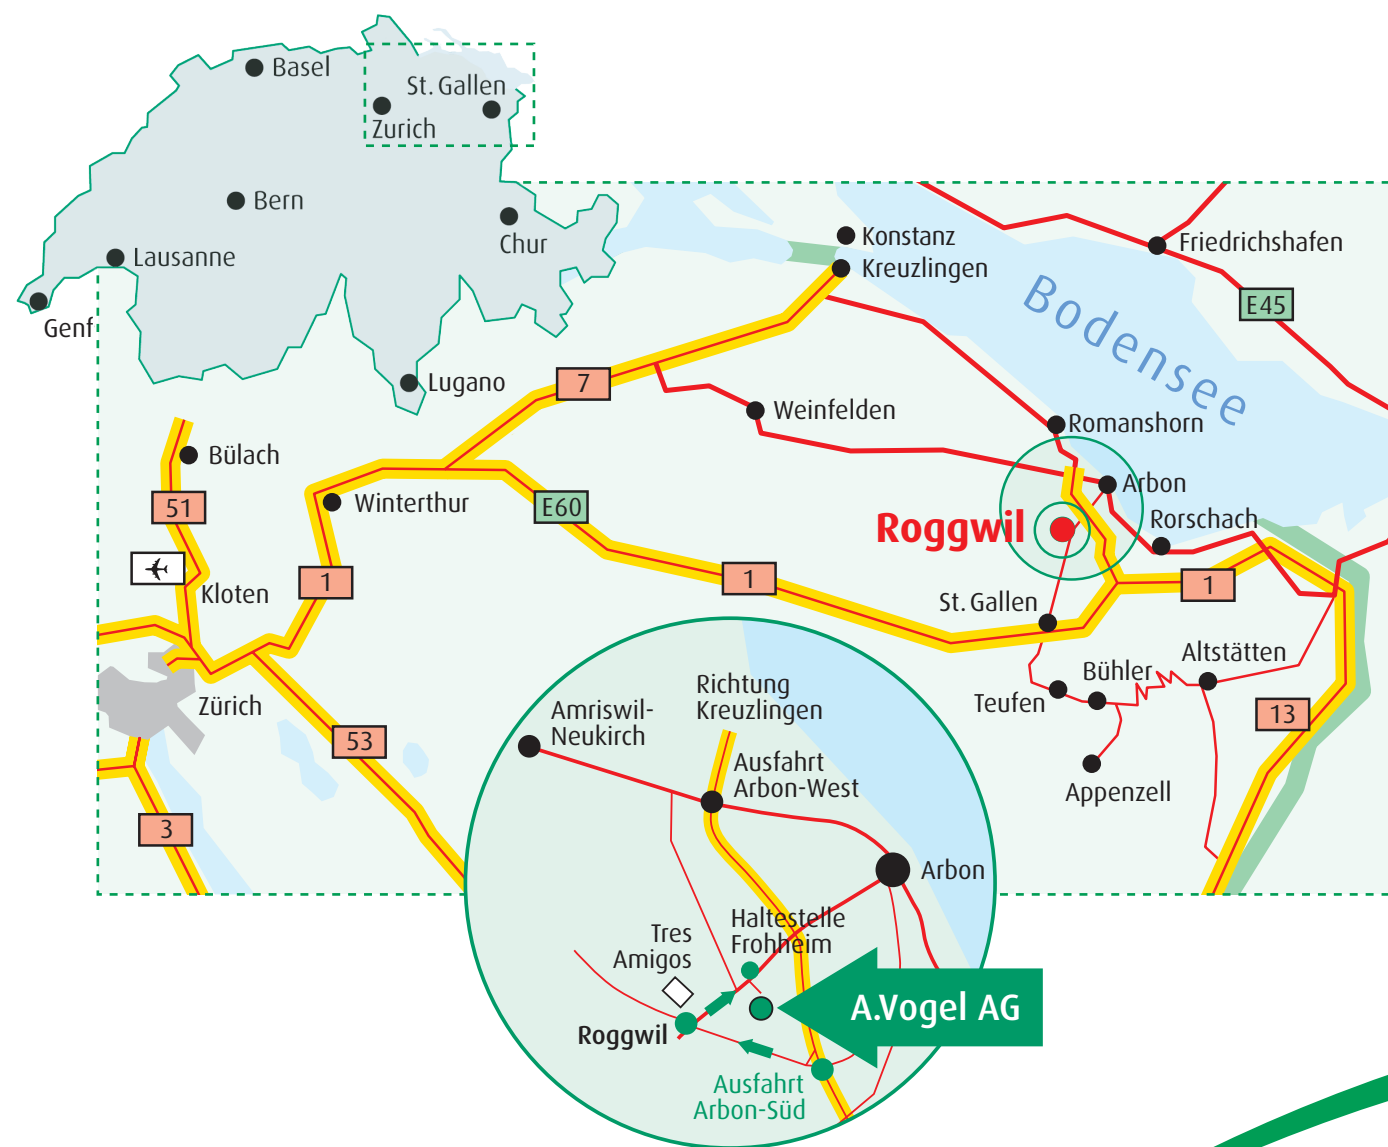 Basel
St. Gallen
Zurich
Bern
Chur
Lausanne
Genf
Lugano
Konstanz
Kreuzlingen
Friedrichshafen
E45
Bodensee
7
Weinfelden
Romanshorn
Bülach
Winterthur
51
E60
Arbon
Roggwil
Rorschach
Kloten
1
1
1
St. Gallen
Zürich
Teufen
Bühler
Altstätten
53
13
Appenzell
3
Richtung
Kreuzlingen
Amriswil-
Neukirch
Ausfahrt
Arbon-West
Arbon
Haltestelle
Frohheim
Tres
Amigos
A.Vogel AG
Roggwil
Ausfahrt
Arbon-Süd